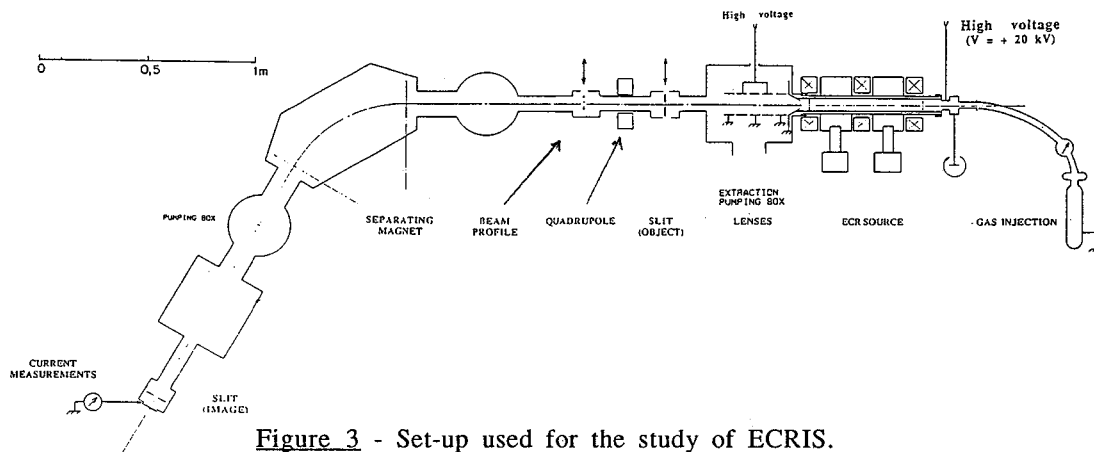 High voltage
High voltage
(V = + 20 kV)
0 0,5 1m
PUMPING BOX
SEPARATING
MAGNET
BEAM
PROFILE
QUADRUPOLE
SLIT
(OBJECT)
EXTRACTION
PUMPING BOX
LENSES
ECR SOURCE
GAS INJECTION
CURRENT
MEASUREMENTS
SLIT
(IMAGE)
Figure 3 - Set-up used for the study of ECRIS.